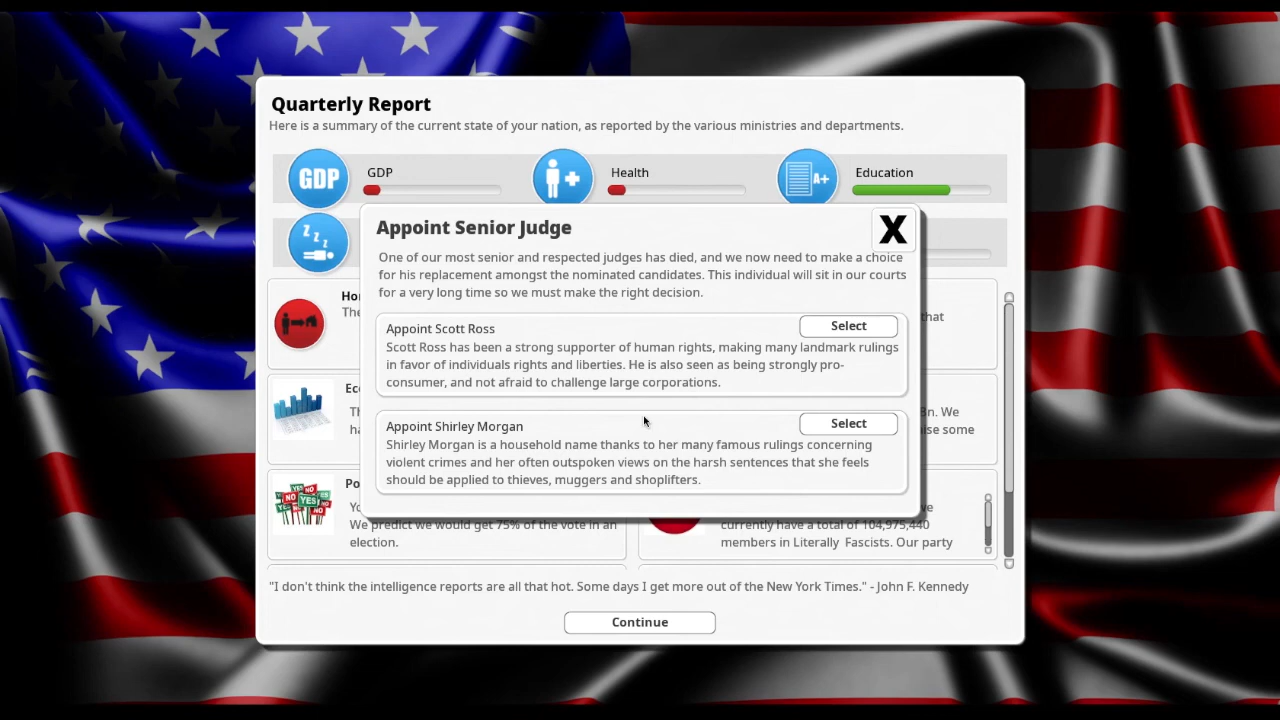 Quarterly Report
Here is a summary of the current state of your nation, as reported by the various ministries and departments.
GDP
GDP
Health
A+
Education
Z Z Z
Appoint Senior Judge
X
One of our most senior and respected judges has died, and we now need to make a choice
for his replacement amongst the nominated candidates. This individual will sit in our courts
for a very long time so we must make the right decision.
Appoint Scott Ross
Select
Scott Ross has been a strong supporter of human rights, making many landmark rulings
in favor of individuals rights and liberties. He is also seen as being strongly pro-
consumer, and not afraid to challenge large corporations.
Appoint Shirley Morgan
Select
Shirley Morgan is a household name thanks to her many famous rulings concerning
violent crimes and her often outspoken views on the harsh sentences that she feels
should be applied to thieves, muggers and shoplifters.
that
Bn. We
NO YES NO YES
We predict we would get 75% of the vote in an
election.
currently have a total of 104,975,440
members in Literally Fascists. Our party
"I don't think the intelligence reports are all that hot. Some days I get more out of the New York Times." - John F. Kennedy
Continue